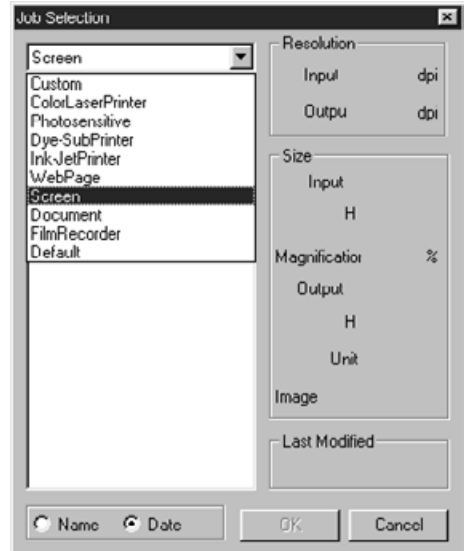 Job Selection
Screen
Custom
ColorLaserPrinter
Photosensitive
Dye-SubPrinter
Ink-JetPrinter
WebPage
Screen
Document
FilmRecorder
Default
Resolution
Input dpi
Outpu dpi
Size
Input
H
Magnification %
Output
H
Unit
Image
Last Modified
Name Date
OK Cancel